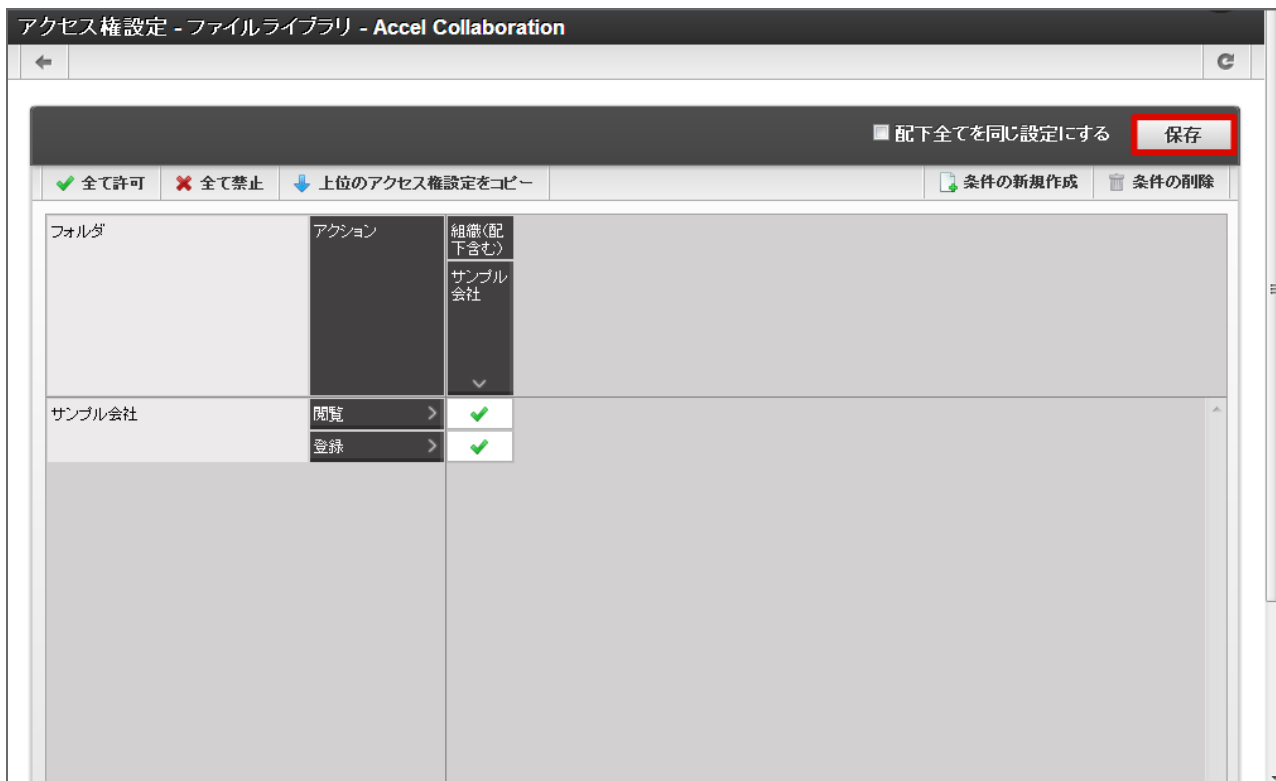 アクセス権設定 - ファイルライブラリ - Accel Collaboration
配下全てを同じ設定にする
保存
全て許可
全て禁止
上位のアクセス権設定をコピー
条件の新規作成
条件の削除
フォルダ
アクション
組織(配
下含む)
サンプル
会社
サンプル会社
閲覧
登録